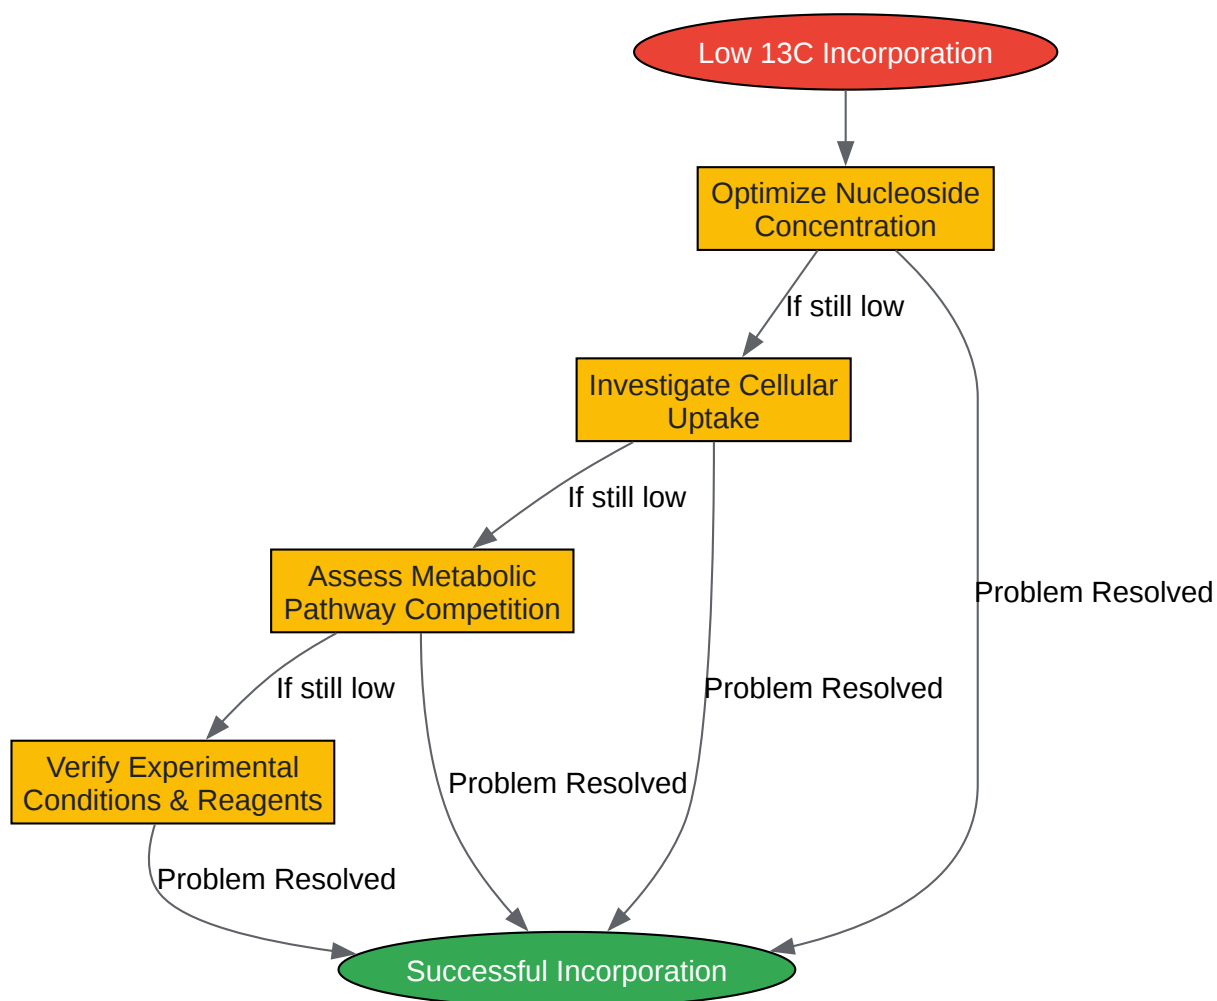 Low 13C Incorporation
Optimize Nucleoside
Concentration
If still low
Investigate Cellular
Uptake
If still low
Assess Metabolic
Pathway Competition
Problem Resolved
If still low
Problem Resolved
Verify Experimental
Conditions & Reagents
Problem Resolved
Problem Resolved
Successful Incorporation